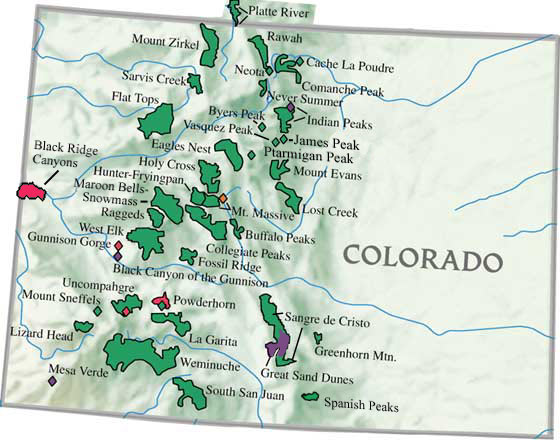 Platte River
Mount Zirkel
Rawah
Neota
Cache La Poudre
Sarvis Creek
Comanche Peak
Flat Tops
Never Summer
Byers Peak
Indian Peaks
Vasquez Peak
James Peak
Eagles Nest
Ptarmigan Peak
Black Ridge
Canyons
Holy Cross
Mount Evans
Hunter-Fryingpan
Maroon Bells-
Snowmass
Lost Creek
Raggeds
Mt. Massive
West Elk
Buffalo Peaks
Gunnison Gorge
Collegiate Peaks
Fossil Ridge
COLORADO
Black Canyon of the Gunnison
Uncompahgre
Mount Sneffels
Powderhorn
Sangre de Cristo
Lizard Head
La Garita
Greenhorn Mtn.
Weminuche
Great Sand Dunes
Mesa Verde
South San Juan
Spanish Peaks